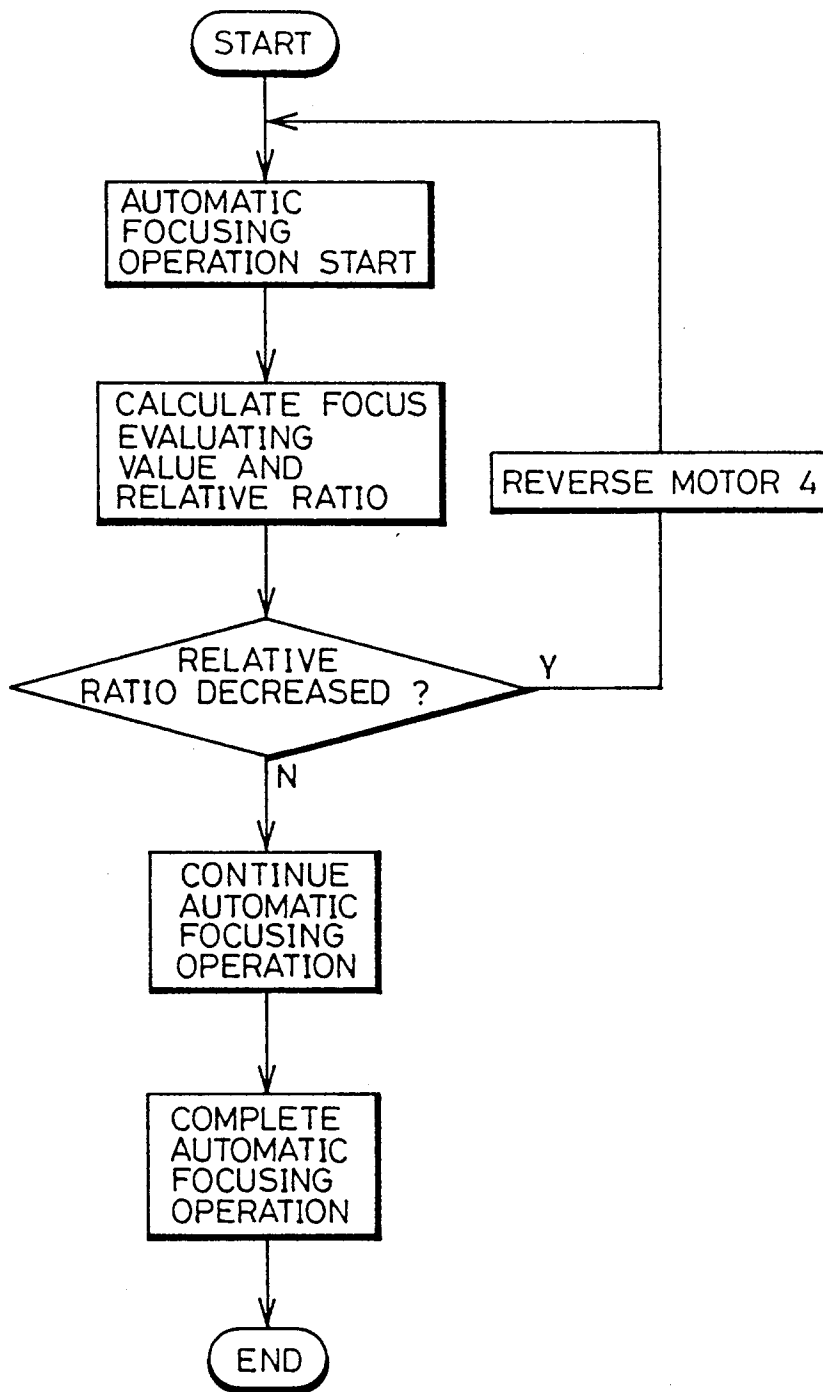 START
AUTOMATIC
FOCUSING
OPERATION START
CALCULATE FOCUS
EVALUATING
VALUE AND
RELATIVE RATIO
REVERSE MOTOR 4
RELATIVE
RATIO DECREASED ?
Y
N
CONTINUE
AUTOMATIC
FOCUSING
OPERATION
COMPLETE
AUTOMATIC
FOCUSING
OPERATION
END